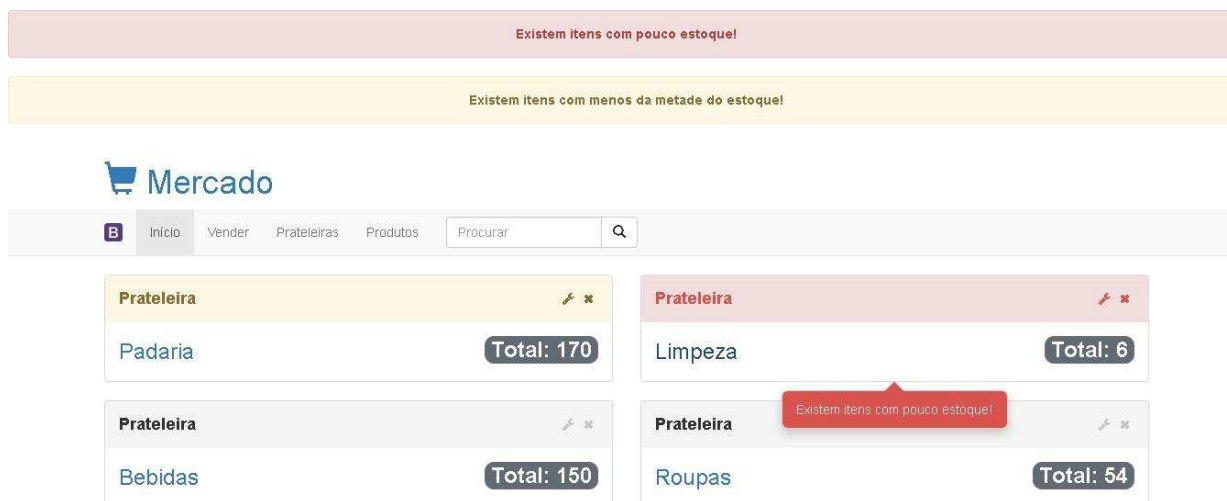 Existem itens com pouco estoque!
Existem itens com menos da metade do estoque!
Mercado
B Início Vender Prateleiras Produtos Procurar
Prateleira
Padaria Total: 170
Prateleira
Limpeza Total: 6
Existem itens com pouco estoque!
Prateleira
Bebidas Total: 150
Prateleira
Roupas Total: 54